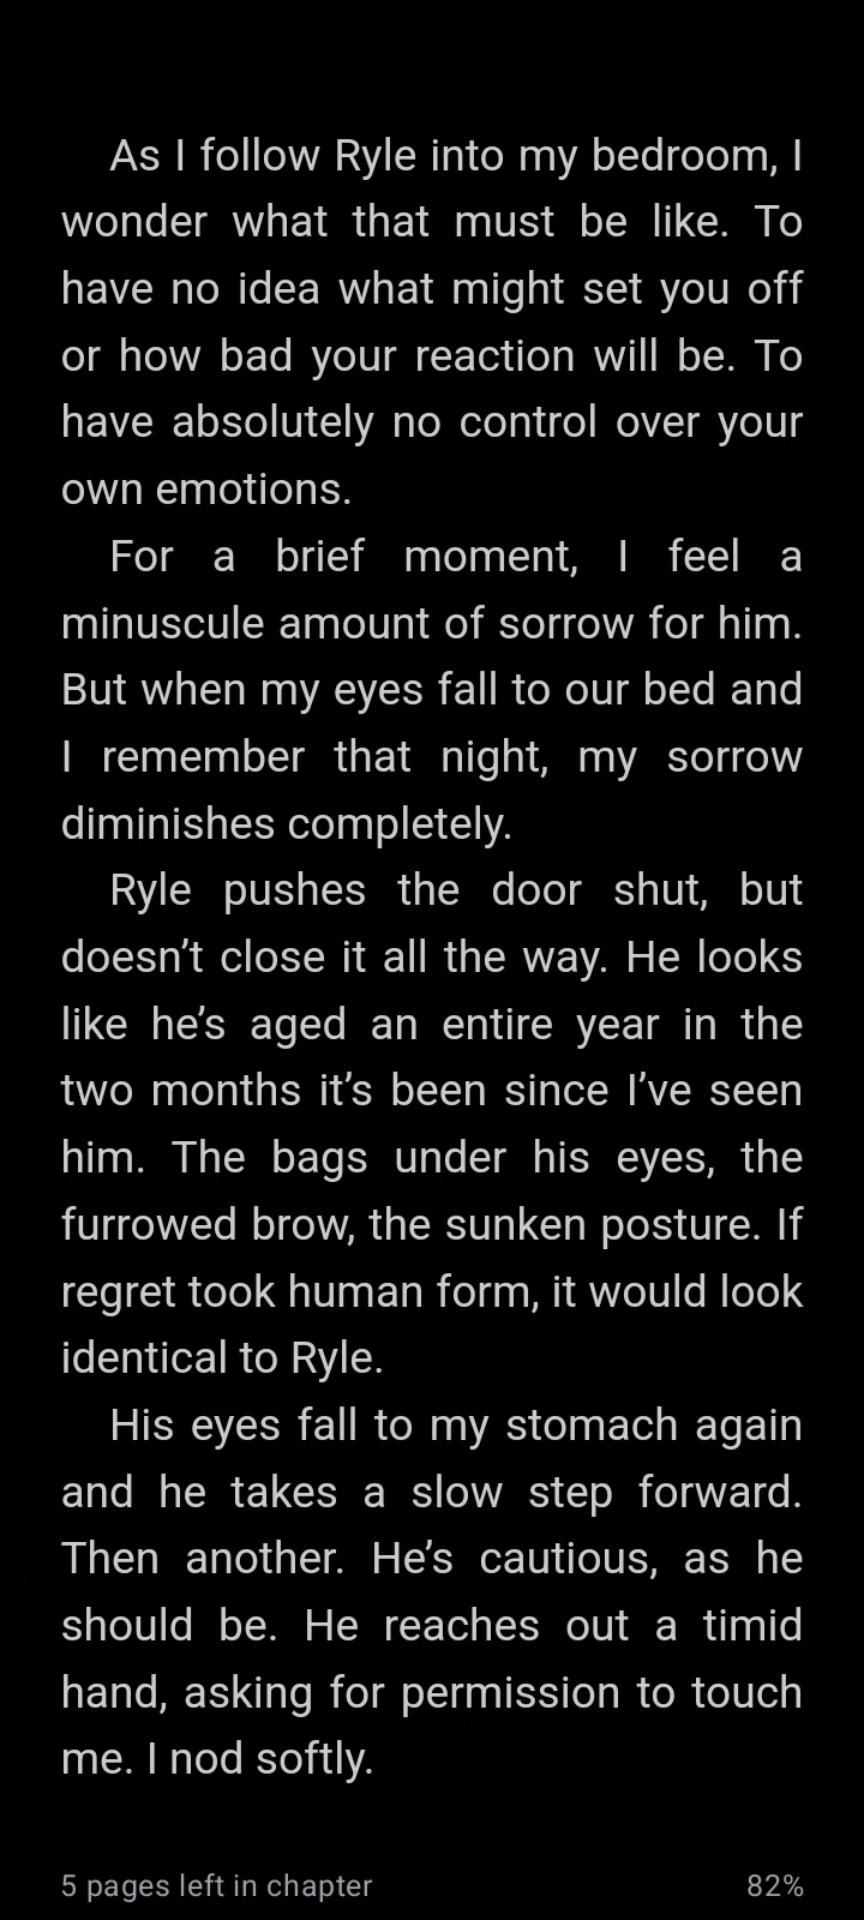 As I follow Ryle into my bedroom, I
wonder what that must be like. To
have no idea what might set you off
or how bad your reaction will be. To
have absolutely no control over your
own emotions.
For a brief moment, I feel a
minuscule amount of sorrow for him.
But when my eyes fall to our bed and
I remember that night, my sorrow
diminishes completely.
Ryle pushes the door shut, but
doesn’t close it all the way. He looks
like he’s aged an entire year in the
two months it’s been since I’ve seen
him. The bags under his eyes, the
furrowed brow, the sunken posture. If
regret took human form, it would look
identical to Ryle.
His eyes fall to my stomach again
and he takes a slow step forward.
Then another. He’s cautious, as he
should be. He reaches out a timid
hand, asking for permission to touch
me. I nod softly.
5 pages left in chapter 82%